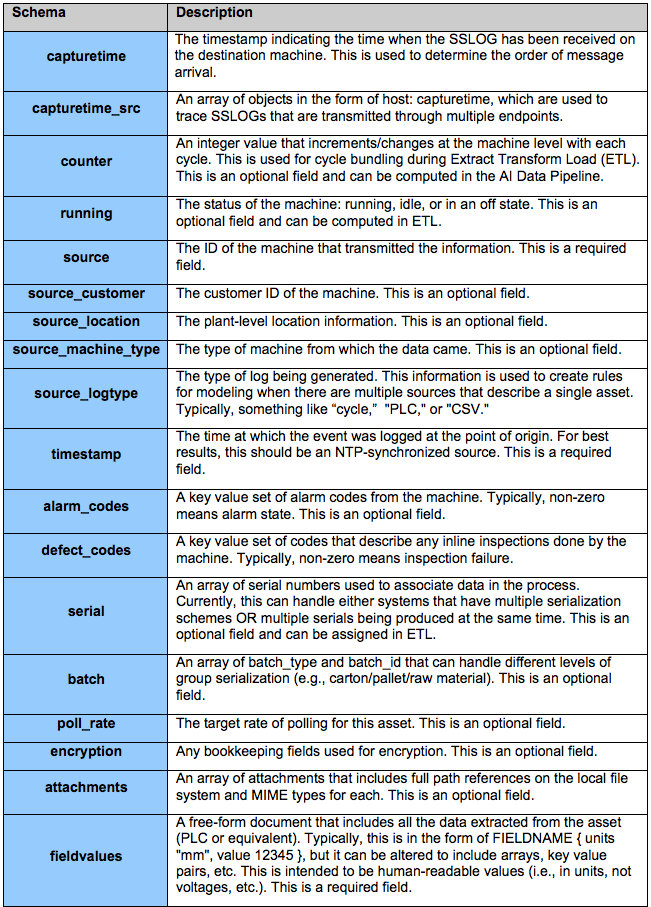 Schema Description
capturetime
The timestamp indicating the time when the SSLOG has been received on
the destination machine. This is used to determine the order of message
arrival.
capturetime_src
An array of objects in the form of host: capturetime, which are used to
trace SSLOGs that are transmitted through multiple endpoints.
counter
An integer value that increments/changes at the machine level with each
cycle. This is used for cycle bundling during Extract Transform Load (ETL).
This is an optional field and can be computed in the AI Data Pipeline.
running
The status of the machine: running, idle, or in an off state. This is an
optional field and can be computed in ETL.
source
The ID of the machine that transmitted the information. This is a required
field.
source_customer
The customer ID of the machine. This is an optional field.
source_location
The plant-level location information. This is an optional field.
source_machine_type
The type of machine from which the data came. This is an optional field.
source_logtype
The type of log being generated. This information is used to create rules
for modeling when there are multiple sources that describe a single asset.
Typically, something like “cycle,” "PLC," or "CSV."
timestamp
The time at which the event was logged at the point of origin. For best
results, this should be an NTP-synchronized source. This is a required
field.
alarm_codes
A key value set of alarm codes from the machine. Typically, non-zero
means alarm state. This is an optional field.
defect_codes
A key value set of codes that describe any inline inspections done by the
machine. Typically, non-zero means inspection failure.
serial
An array of serial numbers used to associate data in the process.
Currently, this can handle either systems that have multiple serialization
schemes OR multiple serials being produced at the same time. This is an
optional field and can be assigned in ETL.
batch
An array of batch_type and batch_id that can handle different levels of
group serialization (e.g., carton/pallet/raw material). This is an optional
field.
poll_rate
The target rate of polling for this asset. This is an optional field.
encryption
Any bookkeeping fields used for encryption. This is an optional field.
attachments
An array of attachments that includes full path references on the local file
system and MIME types for each. This is an optional field.
fieldvalues
A free-form document that includes all the data extracted from the asset
(PLC or equivalent). Typically, this is in the form of FIELDNAME { units
"mm", value 12345 }, but it can be altered to include arrays, key value
pairs, etc. This is intended to be human-readable values (i.e., in units, not
voltages, etc.). This is a required field.